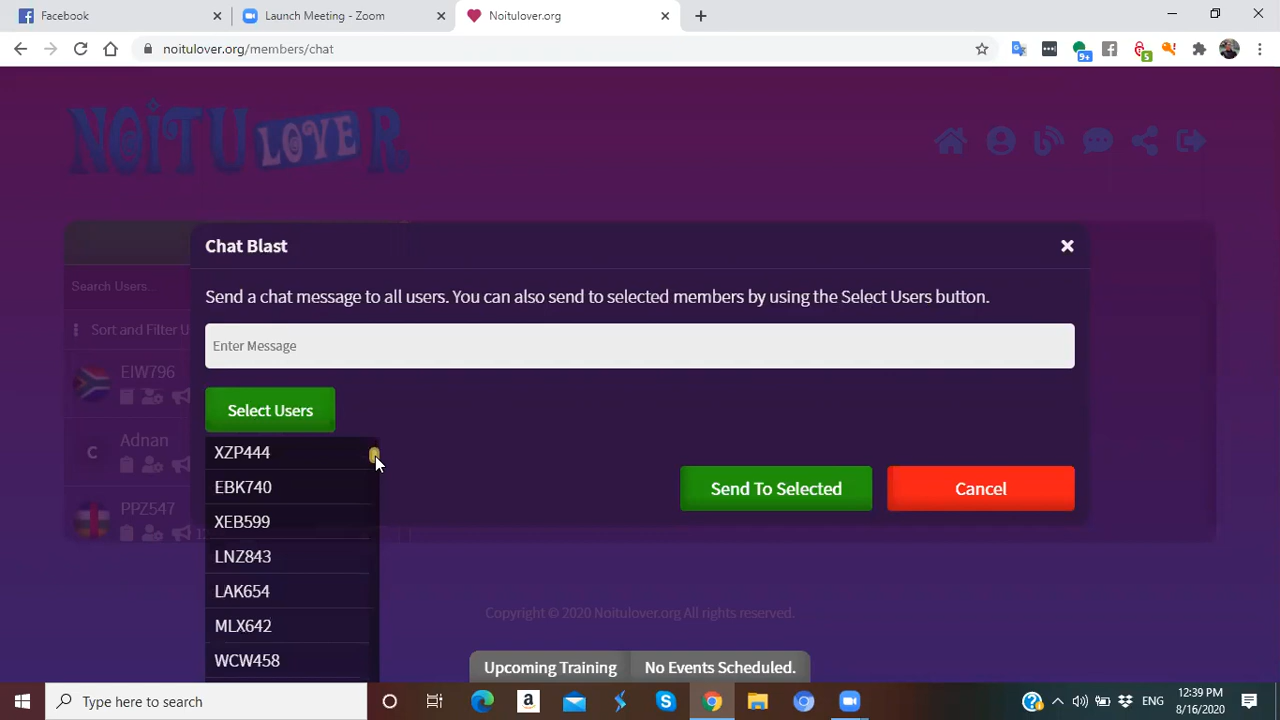 Facebook
Launch Meeting - Zoom
Noitulover.org
noitulover.org/members/chat
9+
5
NOiTU LOVE R
Chat Blast
Search Users...
Send a chat message to all users. You can also send to selected members by using the Select Users button.
Sort and Filter U
Enter Message
EIW796
Select Users
C
Adnan
XZP444
EBK740
Send To Selected
Cancel
PPZ547
XEB599
LNZ843
LAK654
Copyright © 2020 Noitulover.org All rights reserved.
MLX642
WCW458
Upcoming Training
No Events Scheduled.
Type here to search
ENG
12:39 PM
8/16/2020